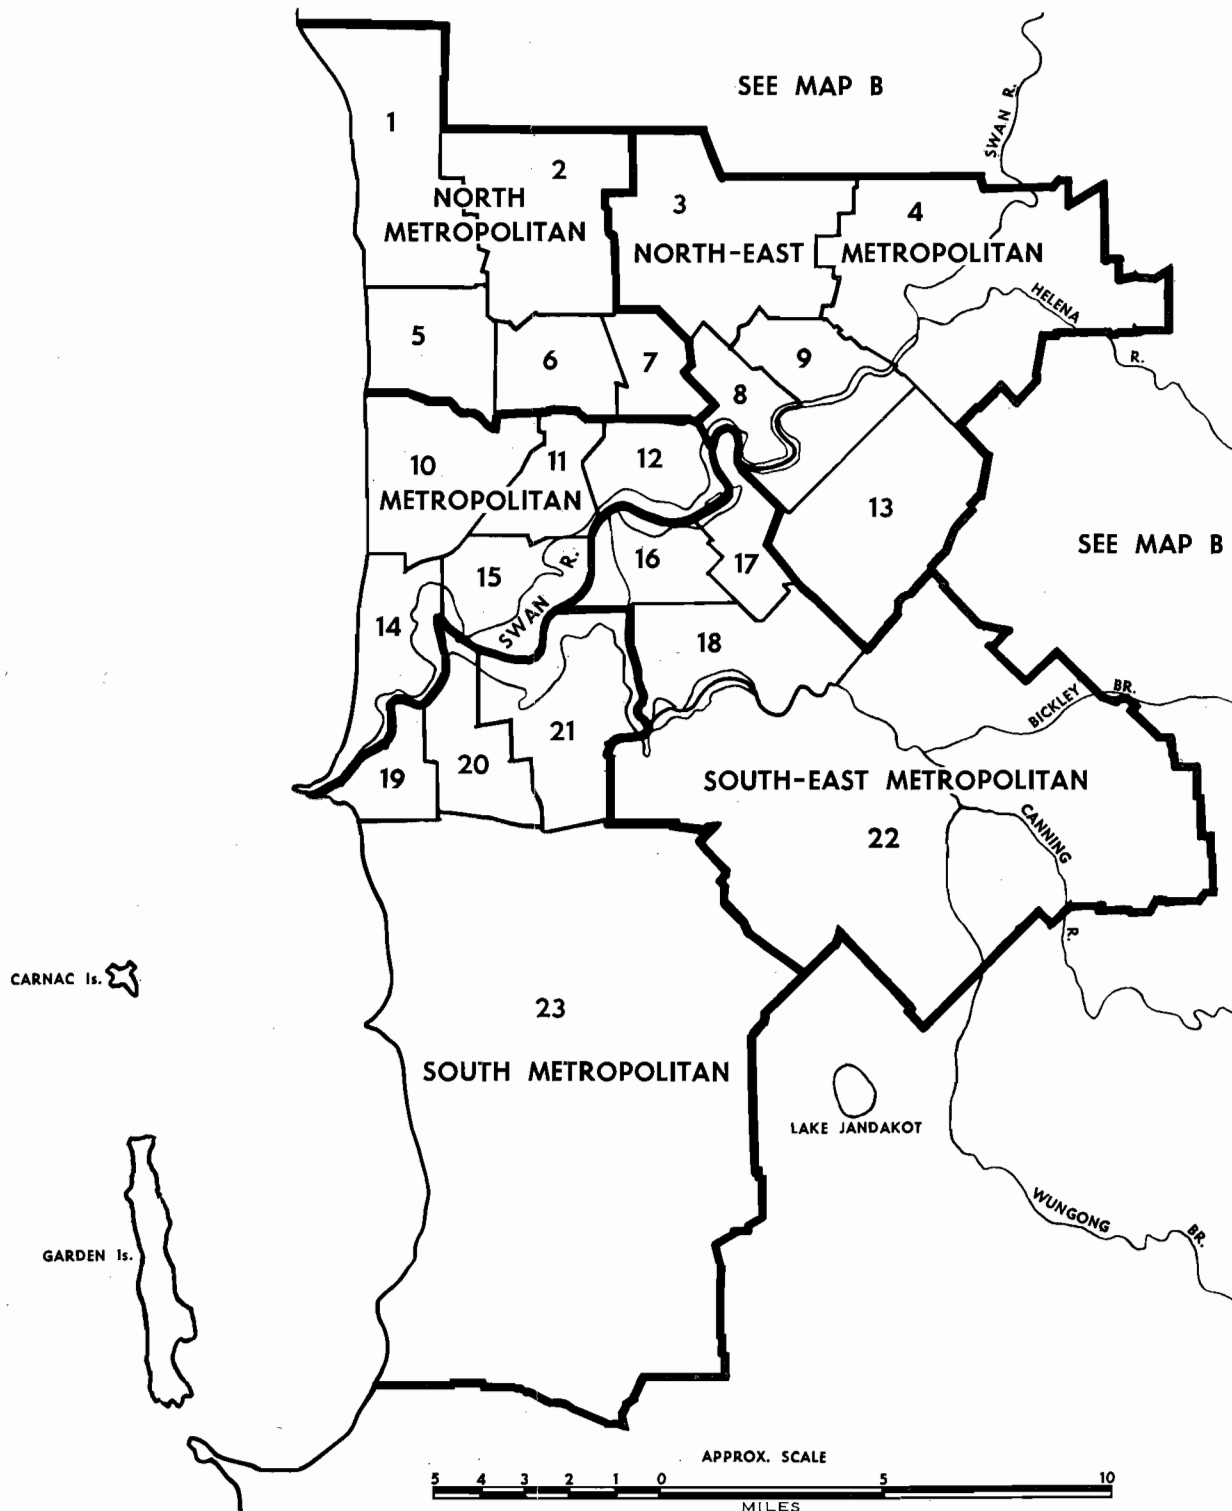 SEE MAP B
SWAN R.
1
2
NORTH
METROPOLITAN
3
4
NORTH-EAST METROPOLITAN
HELENA
R.
5
6
7
8
9
10
METROPOLITAN
11
12
13
SEE MAP B
14
15
16
17
SWAN R.
18
19
20
21
BICKLEY BR.
SOUTH-EAST METROPOLITAN
22
CANNING
R.
CARNAC Is.
23
SOUTH METROPOLITAN
LAKE JANDAKOT
WUNGONG BR.
GARDEN Is.
APPROX. SCALE
5 4 3 2 1 0 5 10
MILES